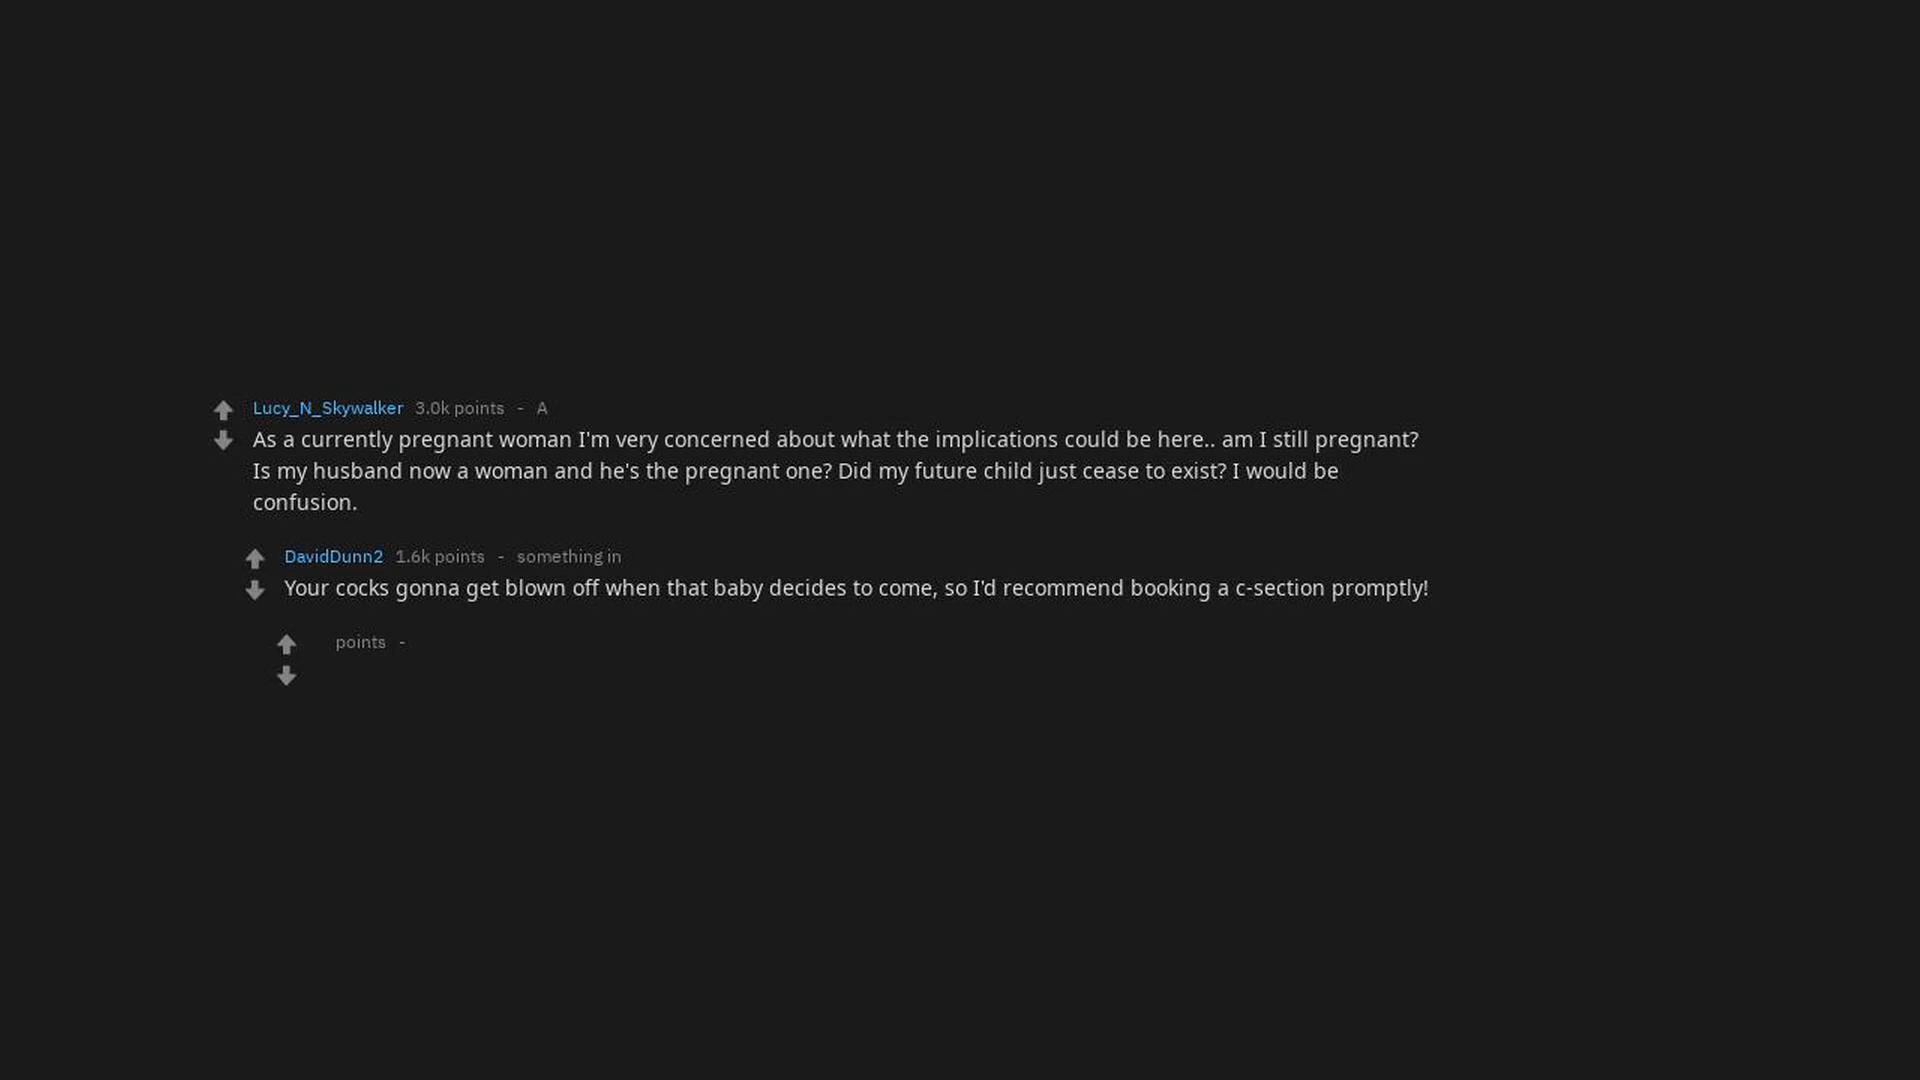 Lucy_N_Skywalker 3.0k points - A
As a currently pregnant woman I'm very concerned about what the implications could be here.. am I still pregnant?
Is my husband now a woman and he's the pregnant one? Did my future child just cease to exist? I would be
confusion.
DavidDunn2 1.6k points - something in
Your cocks gonna get blown off when that baby decides to come, so I'd recommend booking a c-section promptly!
points -